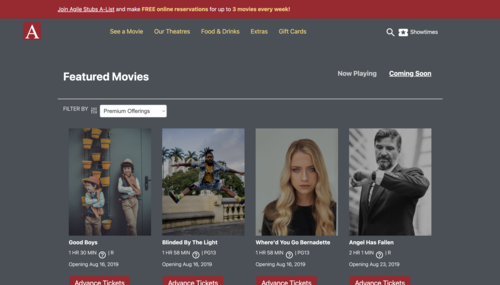 Join Agile Stubs A-List and make FREE online reservations for up to 3 movies every week!
A
See a Movie Our Theatres Food & Drinks Extras Gift Cards Showtimes
Featured Movies
Now Playing Coming Soon
FILTER BY Premium Offerings
Good Boys
1 HR 30 MIN ? | R
Opening Aug 16, 2019
Advance Tickets
Blinded By The Light
1 HR 58 MIN ? | PG13
Opening Aug 16, 2019
Advance Tickets
Where'd You Go Bernadette
1 HR 58 MIN ? | PG13
Opening Aug 16, 2019
Advance Tickets
Angel Has Fallen
2 HR 1 MIN ? | R
Opening Aug 23, 2019
Advance Tickets